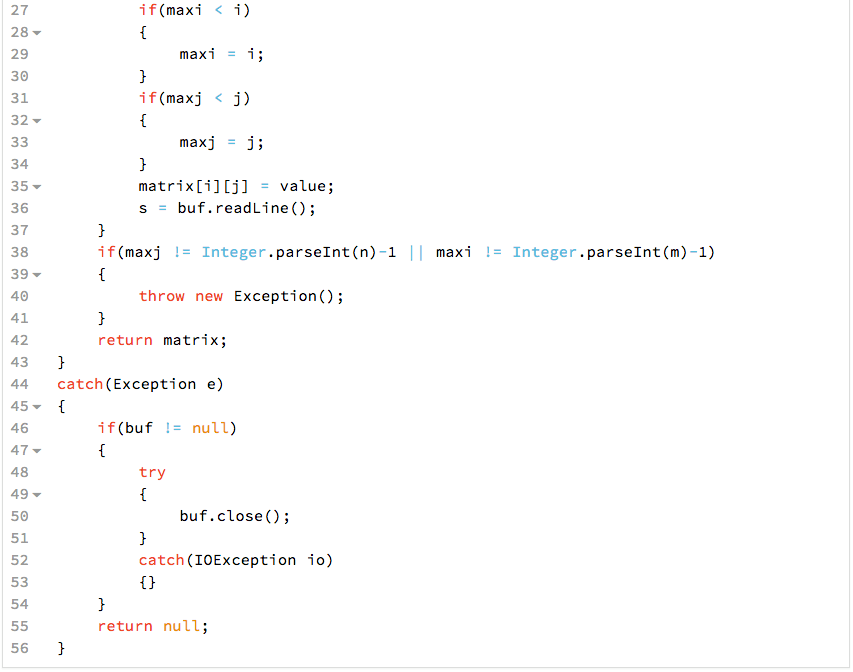 27 if(maxi < i)
28 {
29 maxi = i;
30 }
31 if(maxj < j)
32 {
33 maxj = j;
34 }
35 matrix[i][j] = value;
36 s = buf.readLine();
37 }
38 if(maxj != Integer.parseInt(n)-1 || maxi != Integer.parseInt(m)-1)
39 {
40 throw new Exception();
41 }
42 return matrix;
43 }
44 catch(Exception e)
45 {
46 if(buf != null)
47 {
48 try
49 {
50 buf.close();
51 }
52 catch(IOException io)
53 {}
54 }
55 return null;
56 }